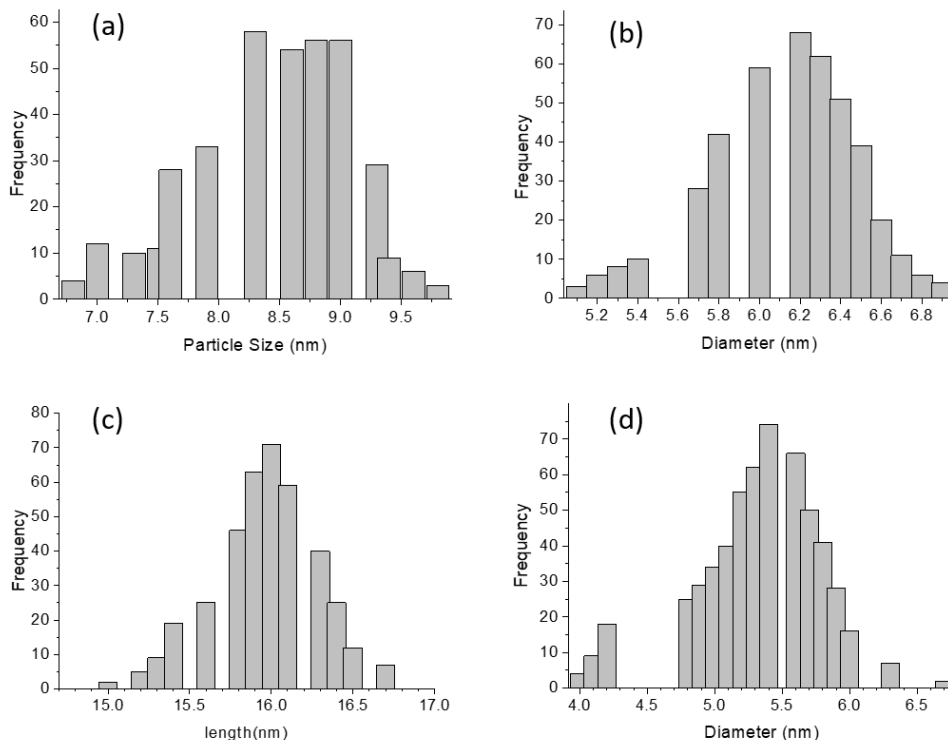 (a)
60
50
40
30
20
10
0
Frequency
7.0 7.5 8.0 8.5 9.0 9.5
Particle Size (nm)
(b)
70
60
50
40
30
20
10
0
Frequency
5.2 5.4 5.6 5.8 6.0 6.2 6.4 6.6 6.8
Diameter (nm)
(c)
80
70
60
50
40
30
20
10
0
Frequency
15.0 15.5 16.0 16.5 17.0
length(nm)
(d)
70
60
50
40
30
20
10
0
Frequency
4.0 4.5 5.0 5.5 6.0 6.5
Diameter (nm)